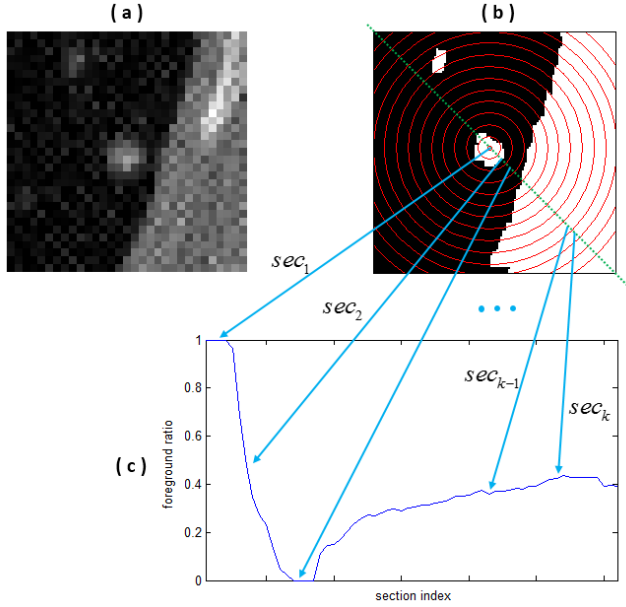 ( a )
( b )
sec1
sec2
...
seck-1
seck
( c )
foreground ratio
1
0.8
0.6
0.4
0.2
0
section index